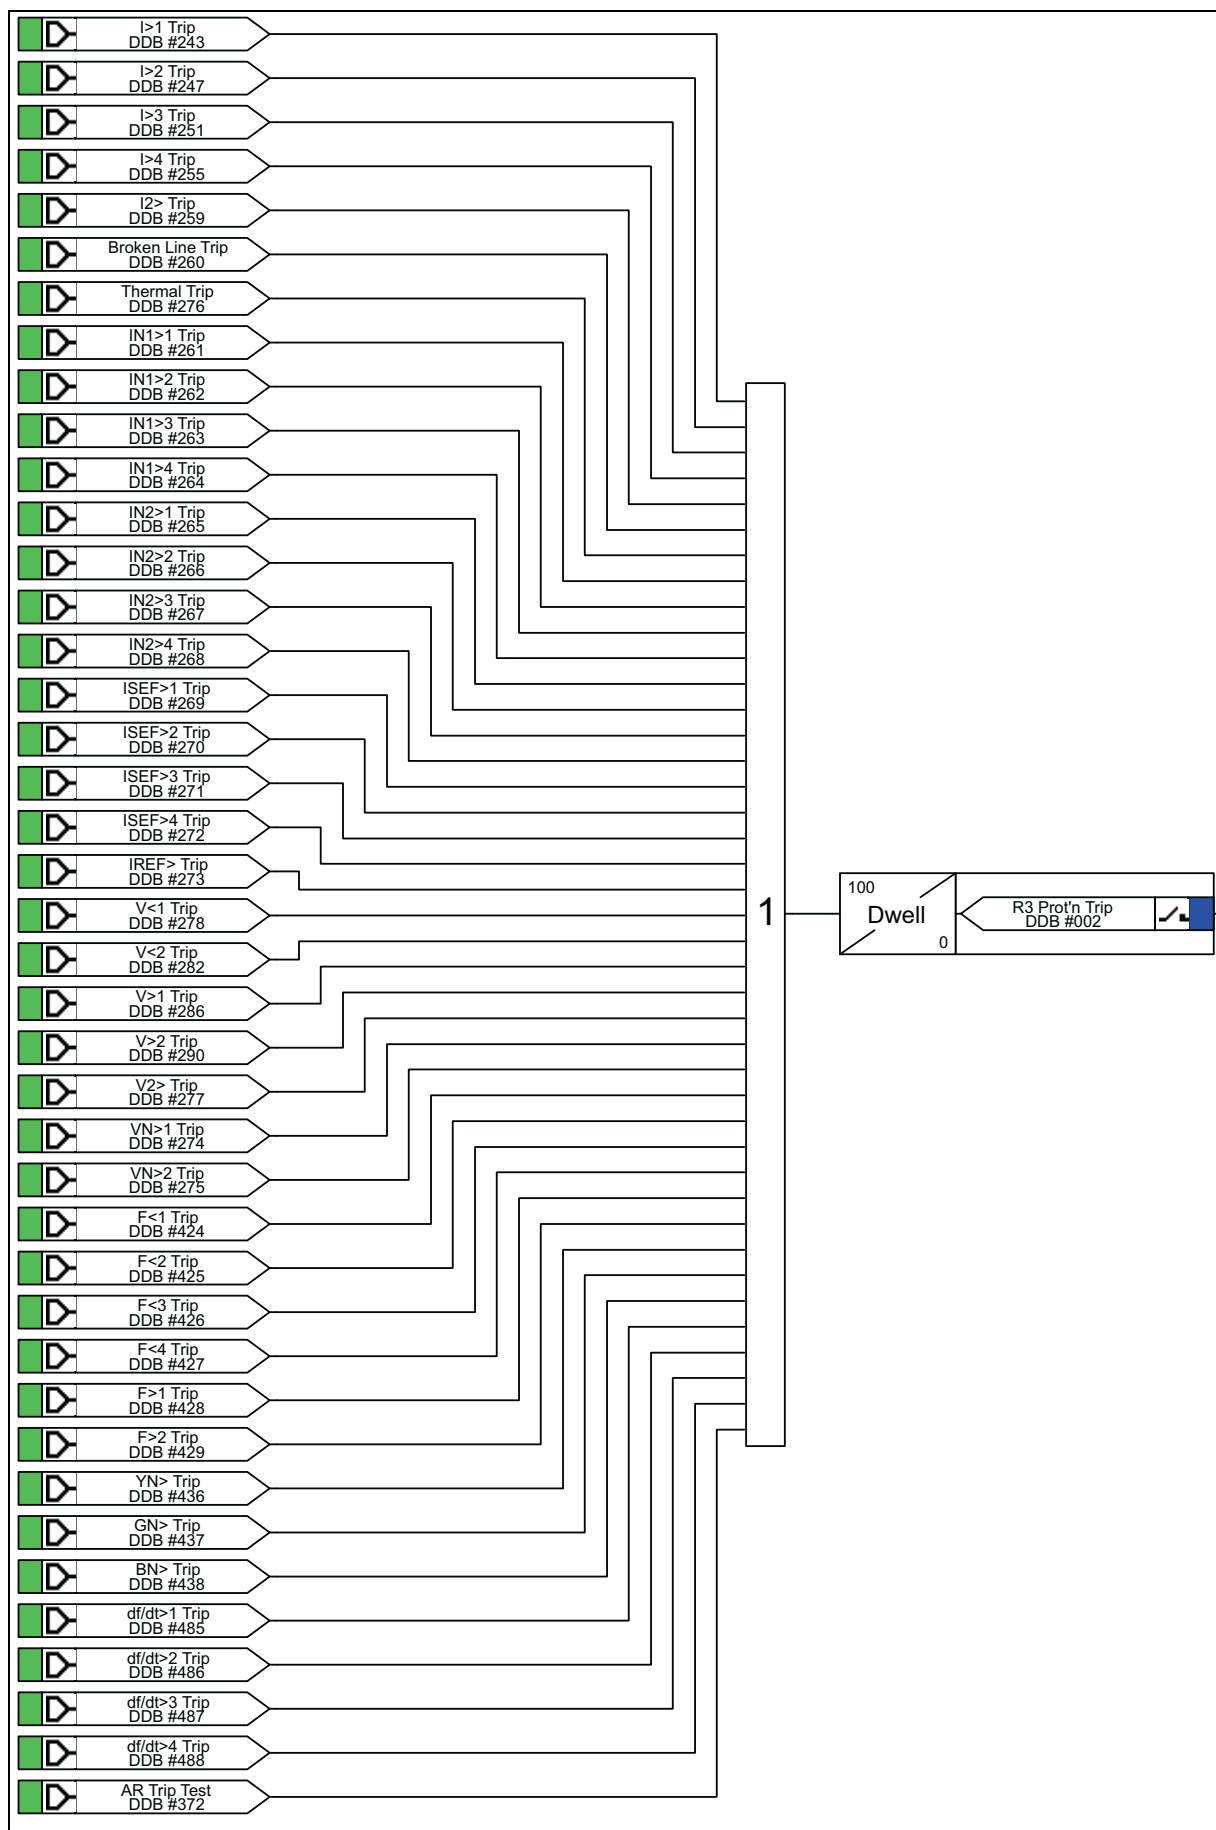 I>1 Trip
DDB #243
I>2 Trip
DDB #247
I>3 Trip
DDB #251
I>4 Trip
DDB #255
I2> Trip
DDB #259
Broken Line Trip
DDB #260
Thermal Trip
DDB #276
IN1>1 Trip
DDB #261
IN1>2 Trip
DDB #262
IN1>3 Trip
DDB #263
IN1>4 Trip
DDB #264
IN2>1 Trip
DDB #265
IN2>2 Trip
DDB #266
IN2>3 Trip
DDB #267
IN2>4 Trip
DDB #268
ISEF>1 Trip
DDB #269
ISEF>2 Trip
DDB #270
ISEF>3 Trip
DDB #271
ISEF>4 Trip
DDB #272
IREF> Trip
DDB #273
V<1 Trip
DDB #278
V<2 Trip
DDB #282
V>1 Trip
DDB #286
V>2 Trip
DDB #290
V2> Trip
DDB #277
VN>1 Trip
DDB #274
VN>2 Trip
DDB #275
F<1 Trip
DDB #424
F<2 Trip
DDB #425
F<3 Trip
DDB #426
F<4 Trip
DDB #427
F>1 Trip
DDB #428
F>2 Trip
DDB #429
YN> Trip
DDB #436
GN> Trip
DDB #437
BN> Trip
DDB #438
df/dt>1 Trip
DDB #485
df/dt>2 Trip
DDB #486
df/dt>3 Trip
DDB #487
df/dt>4 Trip
DDB #488
AR Trip Test
DDB #372
1
100
Dwell
0
R3 Prot'n Trip
DDB #002